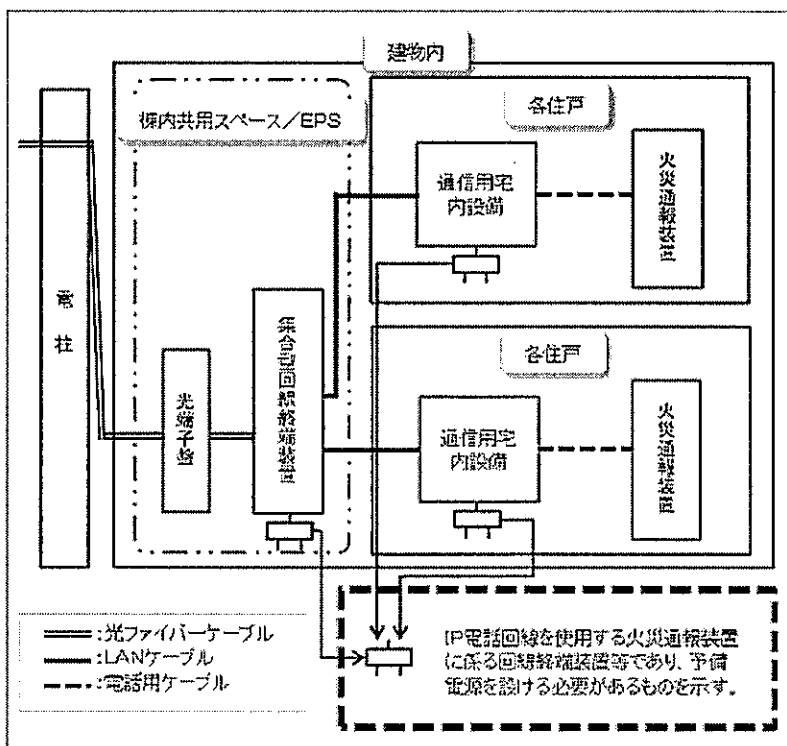 建物内
棟内共用スペース/EPS
各住戸
通信用宅
内設備
火災通報装置
電柱
光端子盤
集合型回線終端装置
各住戸
通信用宅
内設備
火災通報装置
:光ファイバーケーブル
:LANケーブル
:電話用ケーブル
IP電話回線を使用する火災通報装置
に係る回線終端装置等であり、予備
電源を設ける必要があるものを示す。